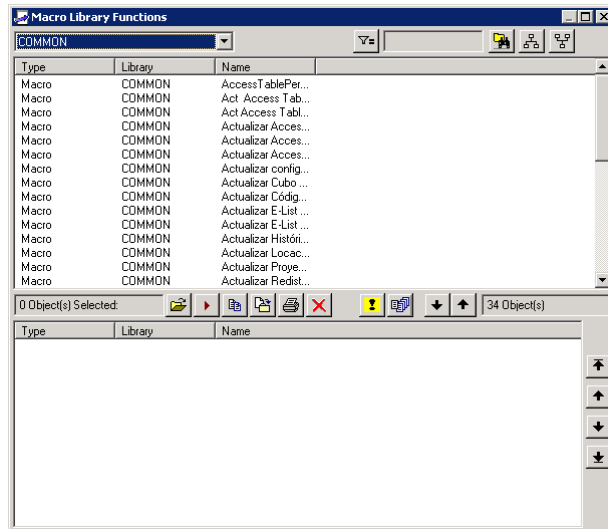 Macro Library Functions
COMMON
Type Library Name
Macro COMMON AccessTablePer...
Macro COMMON Act Access Tab...
Macro COMMON Act Access Tabl...
Macro COMMON Actualizar Acces...
Macro COMMON Actualizar Acces...
Macro COMMON Actualizar Acces...
Macro COMMON Actualizar config...
Macro COMMON Actualizar Cubo ...
Macro COMMON Actualizar Códig...
Macro COMMON Actualizar E-List ...
Macro COMMON Actualizar E-List ...
Macro COMMON Actualizar Históri...
Macro COMMON Actualizar Locac...
Macro COMMON Actualizar Proye...
Macro COMMON Actualizar Redist...
0 Object(s) Selected: 34 Object(s)
Type Library Name